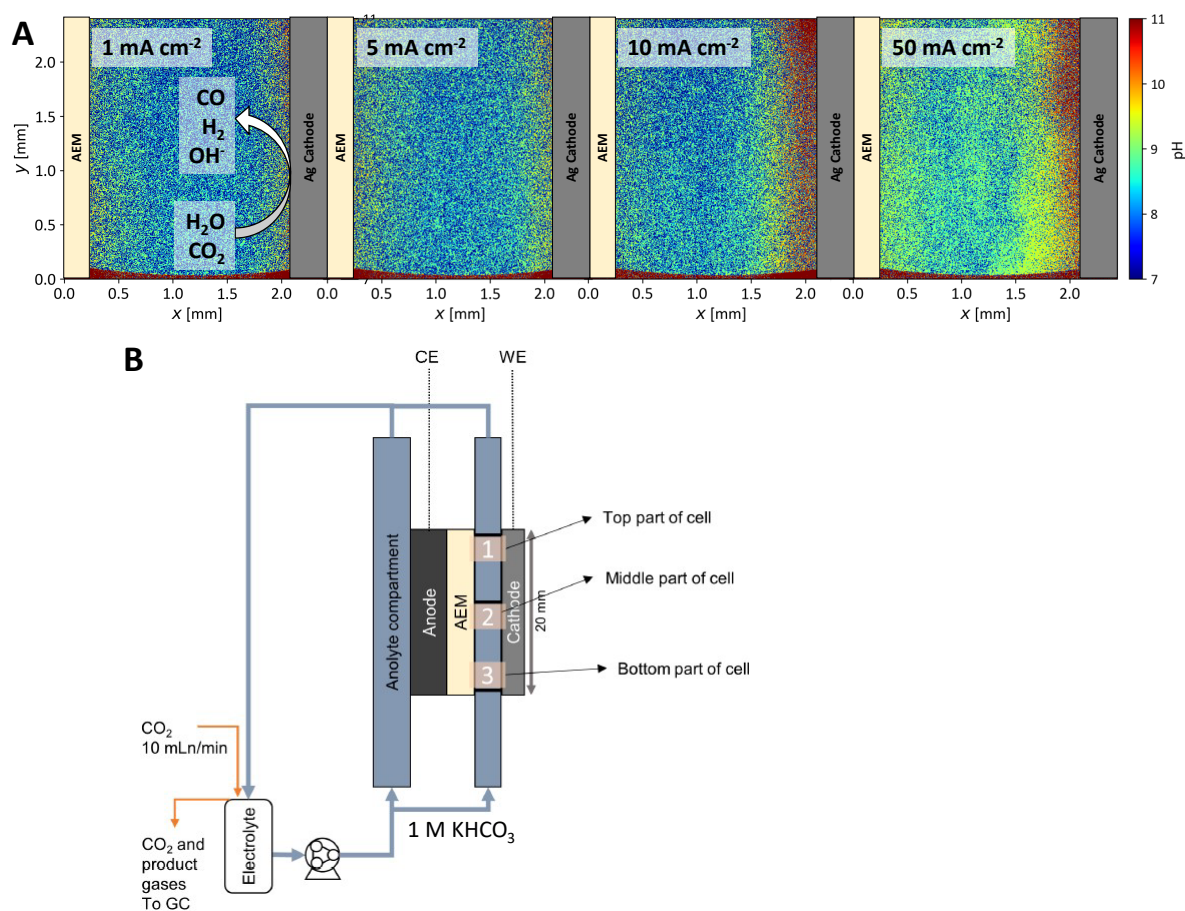 A
1 mA cm-2
5 mA cm-2
10 mA cm-2
50 mA cm-2
AEM
CO
H2
OH-
H2O
CO2
Ag Cathode
AEM
Ag Cathode
AEM
Ag Cathode
AEM
Ag Cathode
y [mm]
2.0
1.5
1.0
0.5
0.0
0.0 0.5 1.0 1.5 2.0
x [mm]
0.0 0.5 1.0 1.5 2.0
x [mm]
0.0 0.5 1.0 1.5 2.0
x [mm]
0.0 0.5 1.0 1.5 2.0
x [mm]
11
10
9
8
7
pH
B
CE
WE
Anolyte compartment
Anode
AEM
Cathode
20 mm
1
2
3
Top part of cell
Middle part of cell
Bottom part of cell
CO2
10 mLn/min
Electrolyte
CO2 and
product
gases
To GC
1 M KHCO3